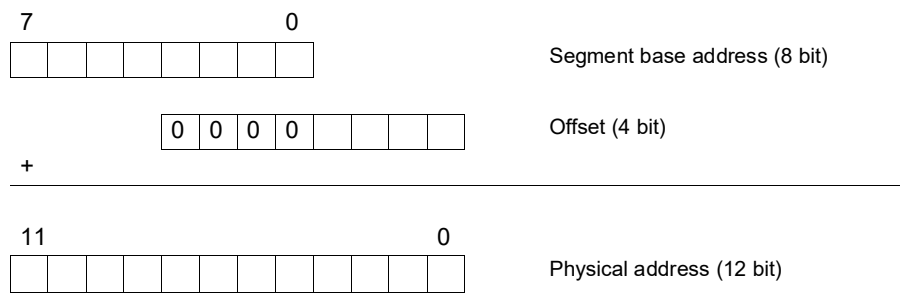 7 0
Segment base address (8 bit)
0 0 0 0
Offset (4 bit)
+
11 0
Physical address (12 bit)